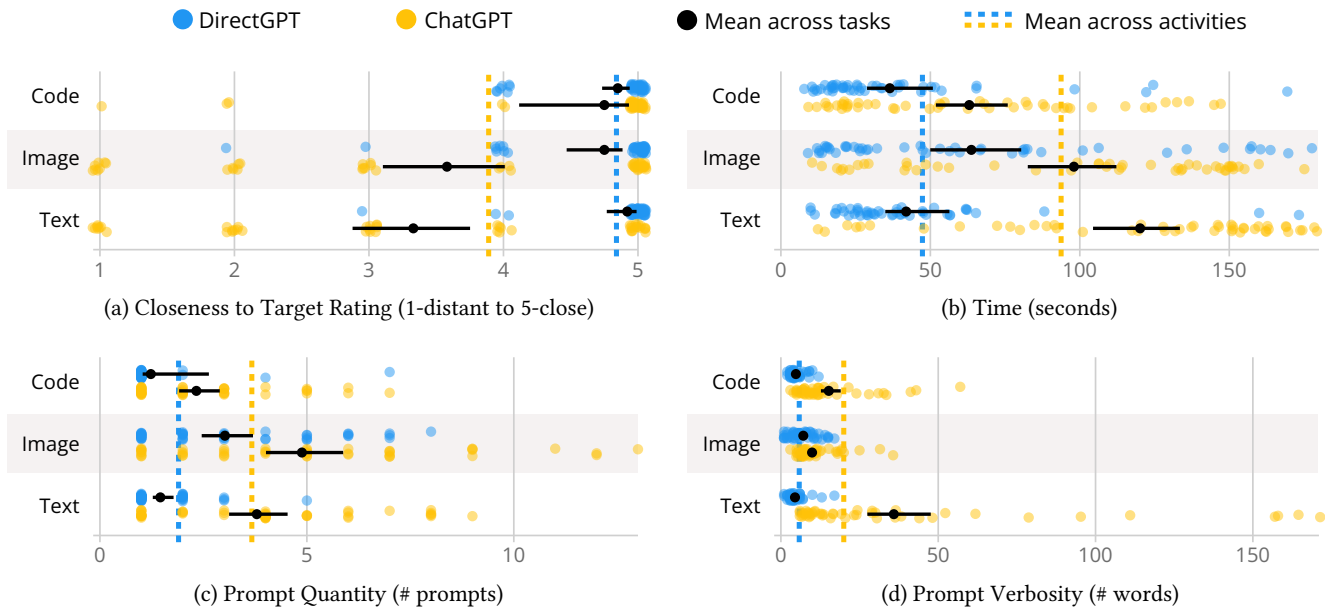 DirectGPT ChatGPT Mean across tasks Mean across activities
Code
Image
Text
1 2 3 4 5
(a) Closeness to Target Rating (1-distant to 5-close)
Code
Image
Text
0 50 100 150
(b) Time (seconds)
Code
Image
Text
0 5 10
(c) Prompt Quantity (# prompts)
Code
Image
Text
0 50 100 150
(d) Prompt Verbosity (# words)